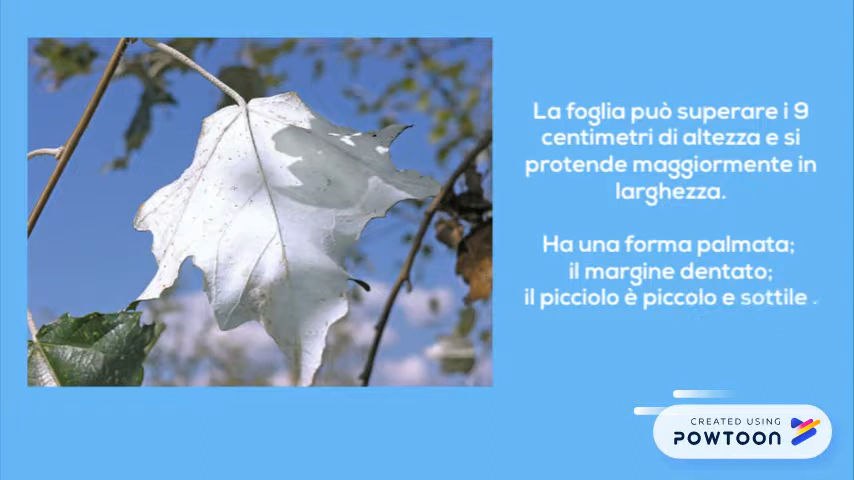 La foglia può superare i 9
centimetri di altezza e si
protende maggiormente in
larghezza.
Ha una forma palmata;
il margine dentato;
il picciolo è piccolo e sottile .
CREATED USING
POWTOON